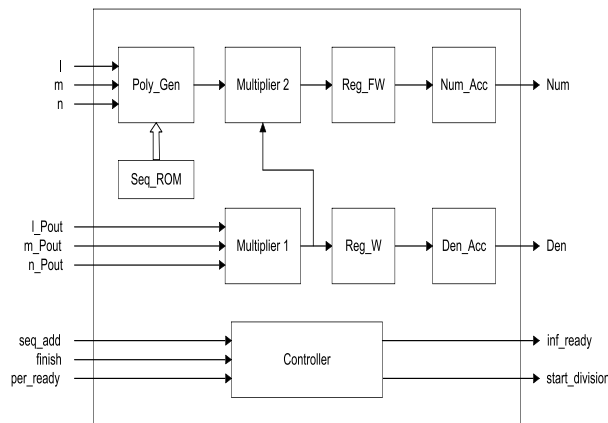 l
m
n
Poly_Gen
Multiplier 2
Reg_FW
Num_Acc
Num
Seq_ROM
l_Pout
m_Pout
n_Pout
Multiplier 1
Reg_W
Den_Acc
Den
seq_add
finish
per_ready
Controller
inf_ready
start_division